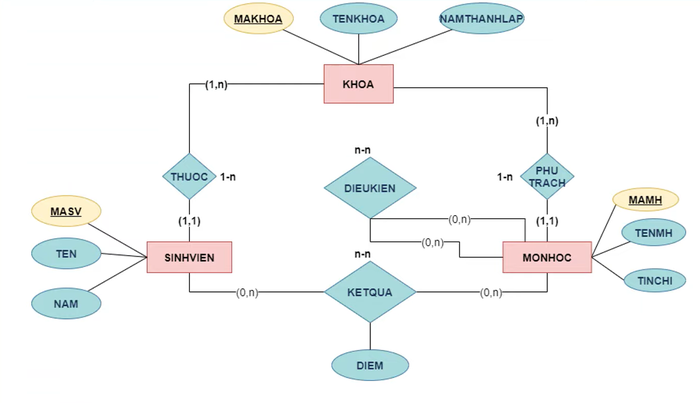 MAKHOA
TENKHOA
NAMTHANHLAP
KHOA
(1,n)
(1,n)
n-n
THUOC
1-n
DIEUKIEN
1-n
PHU
TRACH
MASV
(1,1)
(0,n)
(1,1)
MAMH
TENMH
(0,n)
n-n
TEN
SINHVIEN
MONHOC
TINCHI
NAM
(0,n)
KETQUA
(0,n)
DIEM